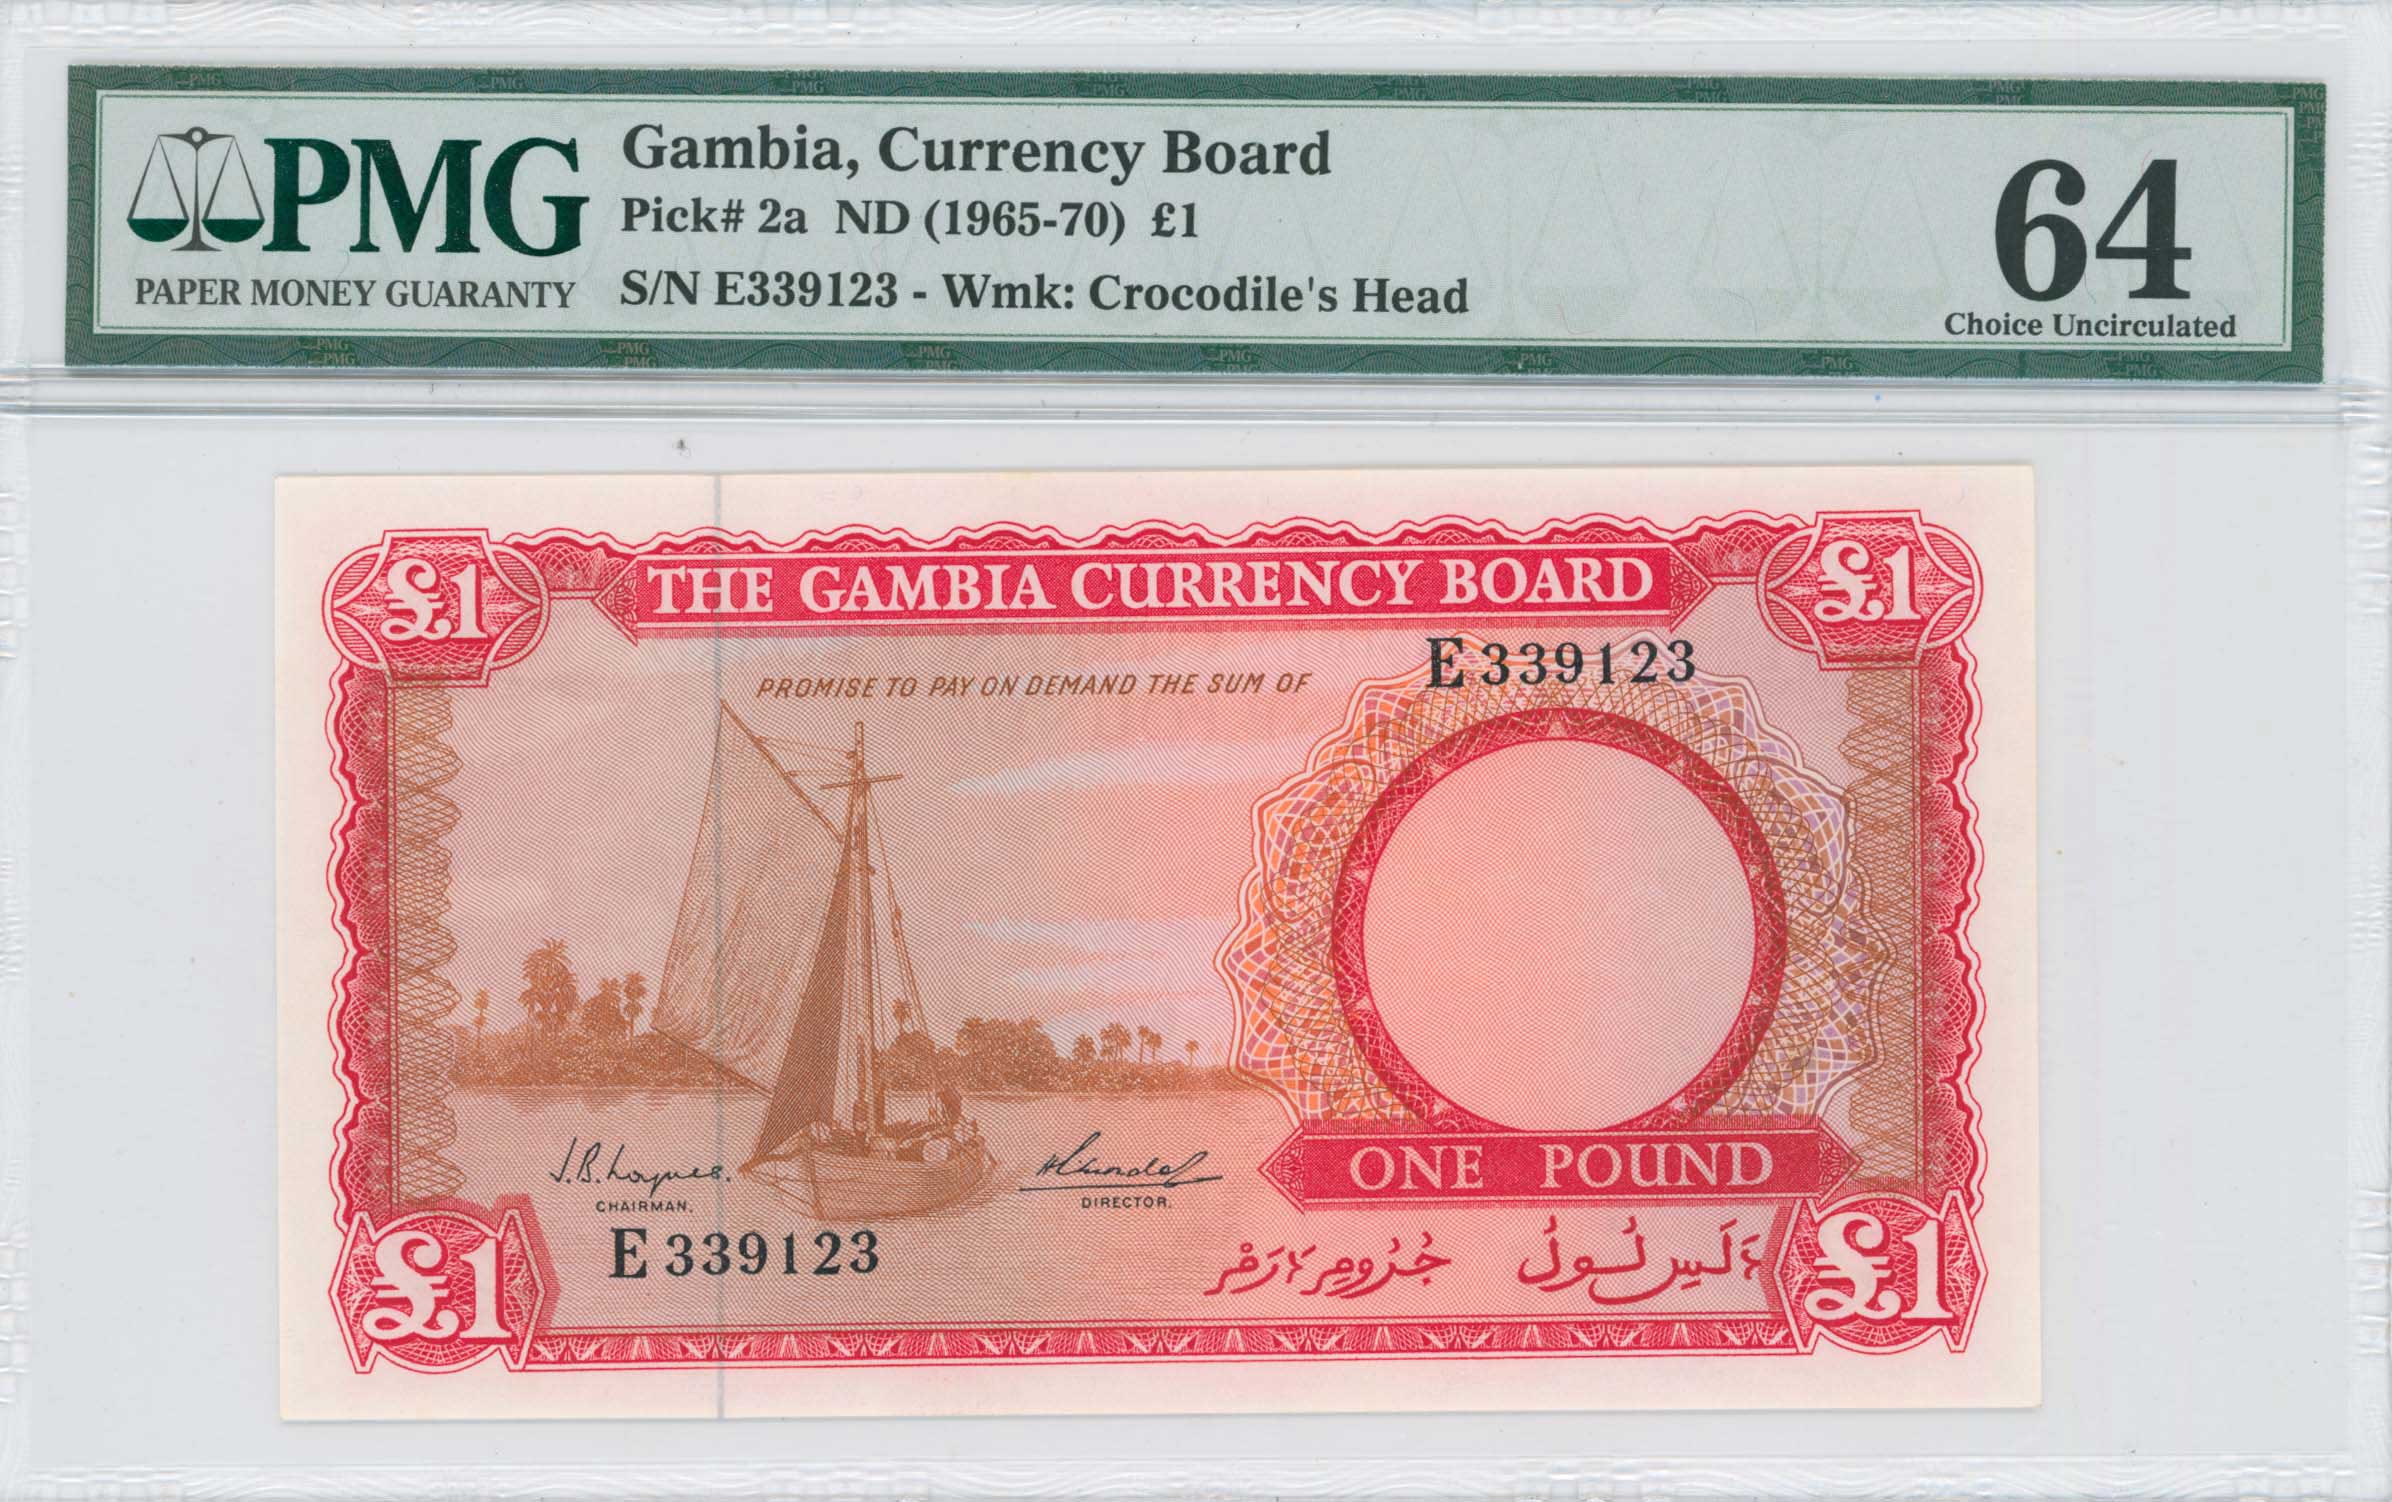 PMG
PAPER MONEY GUARANTY
Gambia, Currency Board
Pick# 2a ND (1965-70) £1
S/N E339123 - Wmk: Crocodile's Head
64
Choice Uncirculated
£1
THE GAMBIA CURRENCY BOARD
£1
E339123
PROMISE TO PAY ON DEMAND THE SUM OF
ONE POUND
CHAIRMAN.
DIRECTOR.
E339123
£1
£1